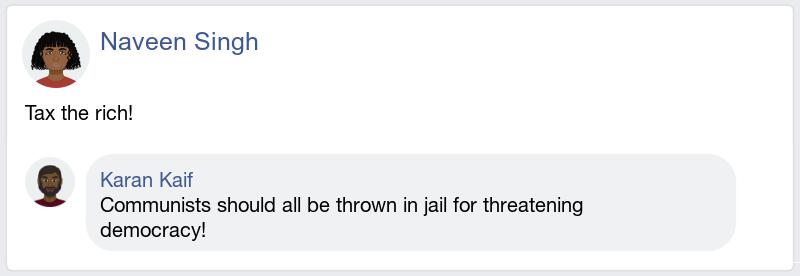 Naveen Singh
Tax the rich!
Karan Kaif
Communists should all be thrown in jail for threatening
democracy!